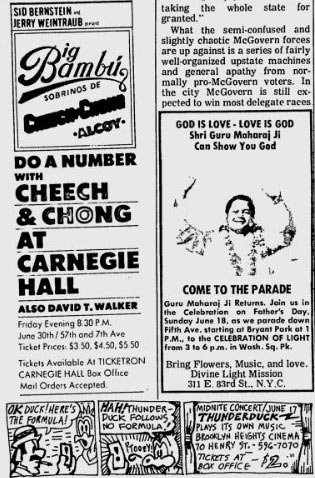 SID BERNSTEIN and
JERRY WEINTRAUB present
Big
Bambú
SOBRINOS DE
CHEECH & CHONG
·ALCOY·
DO A NUMBER
WITH
CHEECH
& CHONG
AT
CARNEGIE
HALL
ALSO DAVID T. WALKER
Friday Evening 8:30 P.M.
June 30th/57th and 7th Ave
Ticket Prices: $3.50, $4.50, $5.50
Tickets Available At TICKETRON
CARNEGIE HALL Box Office
Mail Orders Accepted.
taking the whole state for
granted."
What the semi-confused and
slightly chaotic McGovern forces
are up against is a series of fairly
well-organized upstate machines
and general apathy from nor-
mally pro-McGovern voters. In
the city McGovern is still ex-
pected to win most delegate races
GOD IS LOVE - LOVE IS GOD
Shri Guru Maharaj Ji
Can Show You God
COME TO THE PARADE
Guru Maharaj Ji Returns. Join us in
the Celebration on Father's Day,
Sunday June 18, as we parade down
Fifth Ave. starting at Bryant Park at 1
P.M., to the CELEBRATION OF LIGHT
from 3 to 6 p.m. in Wash. Sq. Pk.
Bring Flowers, Music, and love.
Divine Light Mission
311 E. 83rd St., N.Y.C.
OK DUCK! HERE'S
THE FORMULA!
HAH! THUNDER-
DUCK FOLLOWS
NO FORMULA!
PTOOEY!
MIDNITE CONCERT/JUNE 17
THUNDERDUCK
PLAYS ITS OWN MUSIC
BROOKLYN HEIGHTS CINEMA
70 HENRY ST. - 596-7070
TICKETS AT
BOX OFFICE $2.50